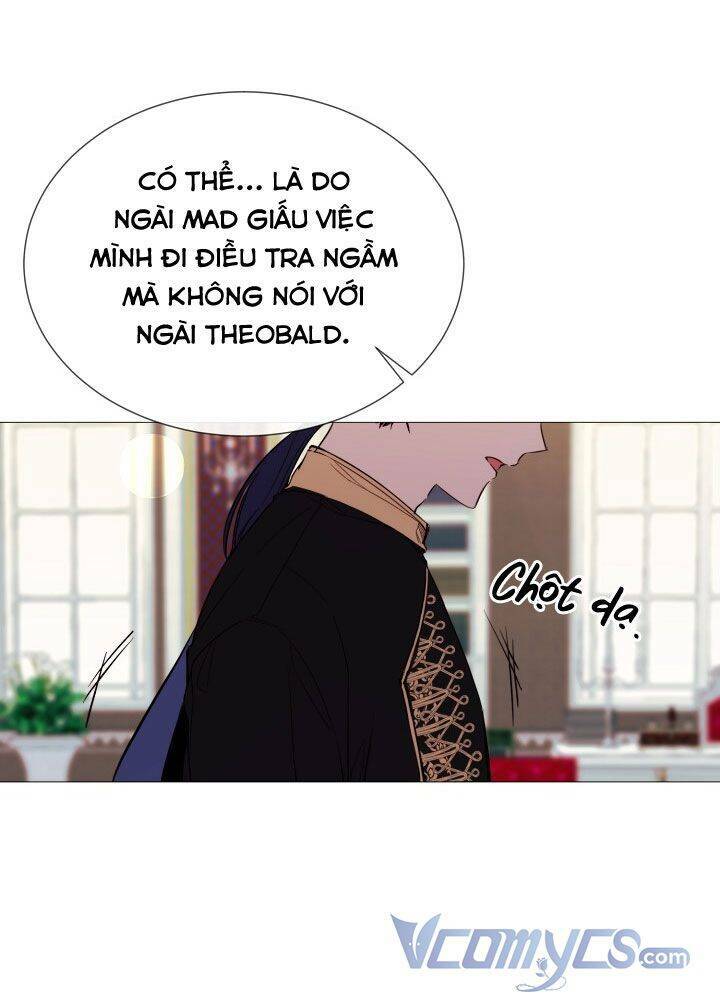 CÓ THỂ... LÀ DO
NGÀI MAD GIẤU VIỆC
MÌNH ĐI ĐIỀU TRA NGẦM
MÀ KHÔNG NÓI VỚI
NGÀI THEOBALD.
Chột dạ.
Vcomycs.com